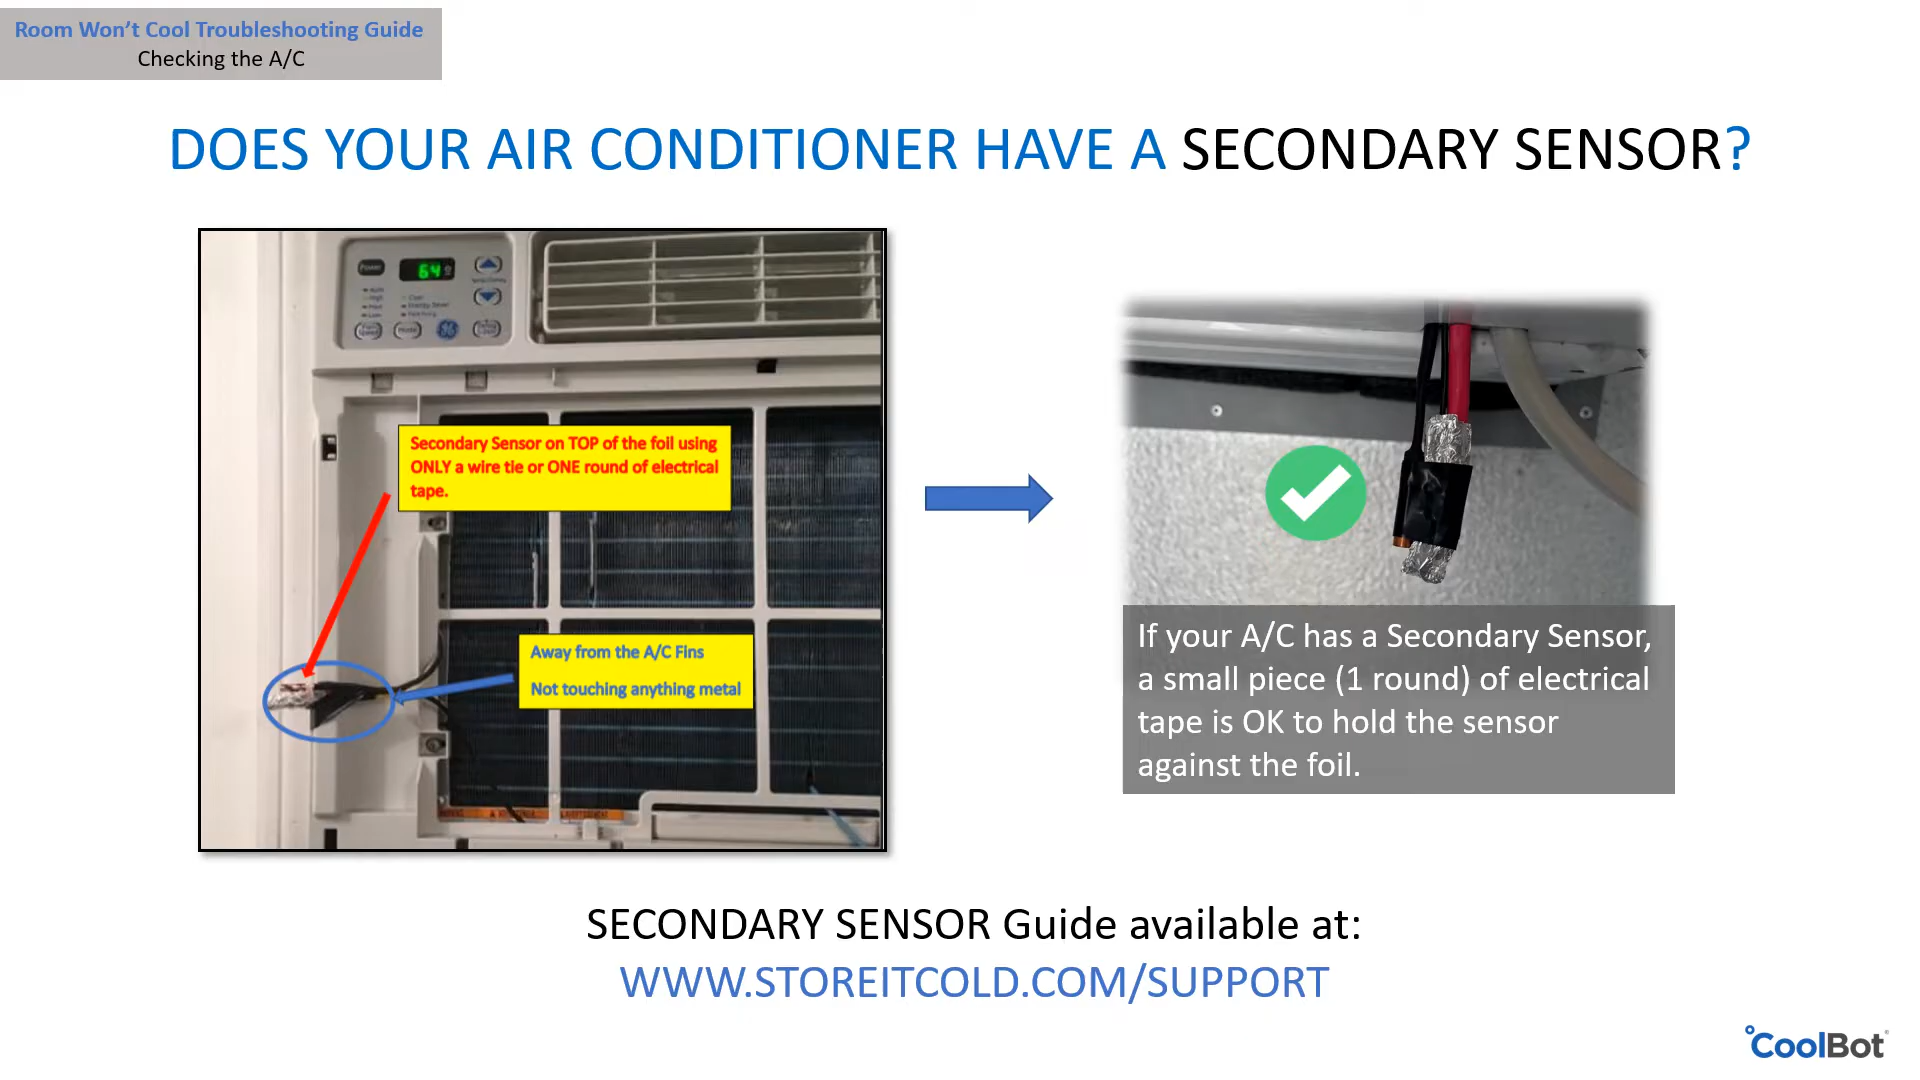 Room Won’t Cool Troubleshooting Guide
Checking the A/C
DOES YOUR AIR CONDITIONER HAVE A SECONDARY SENSOR?
Power
64
Secondary Sensor on TOP of the foil using
ONLY a wire tie or ONE round of electrical
tape.
Away from the A/C Fins
Not touching anything metal
If your A/C has a Secondary Sensor,
a small piece (1 round) of electrical
tape is OK to hold the sensor
against the foil.
SECONDARY SENSOR Guide available at:
WWW.STOREITCOLD.COM/SUPPORT
CoolBot